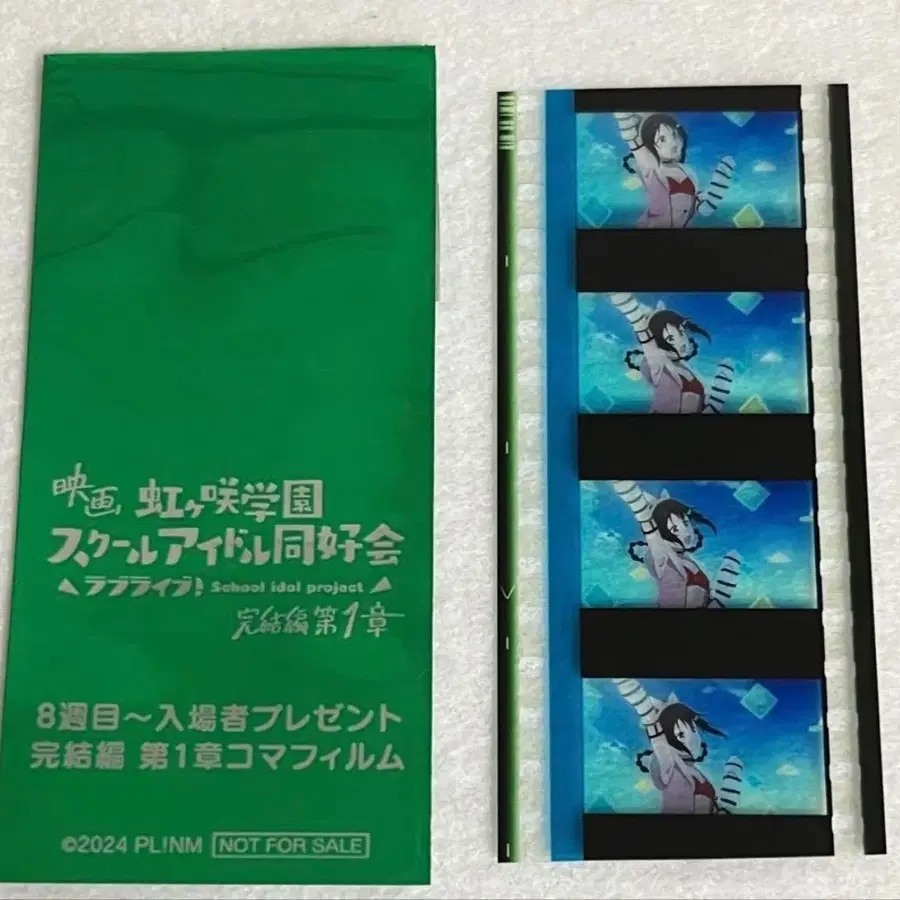 映画 虹ヶ咲学園
スクールアイドル同好会
ラブライブ! School idol project
完結編 第1章
8週目～入場者プレゼント
完結編 第1章コマフィルム
©2024 PL!NM NOT FOR SALE